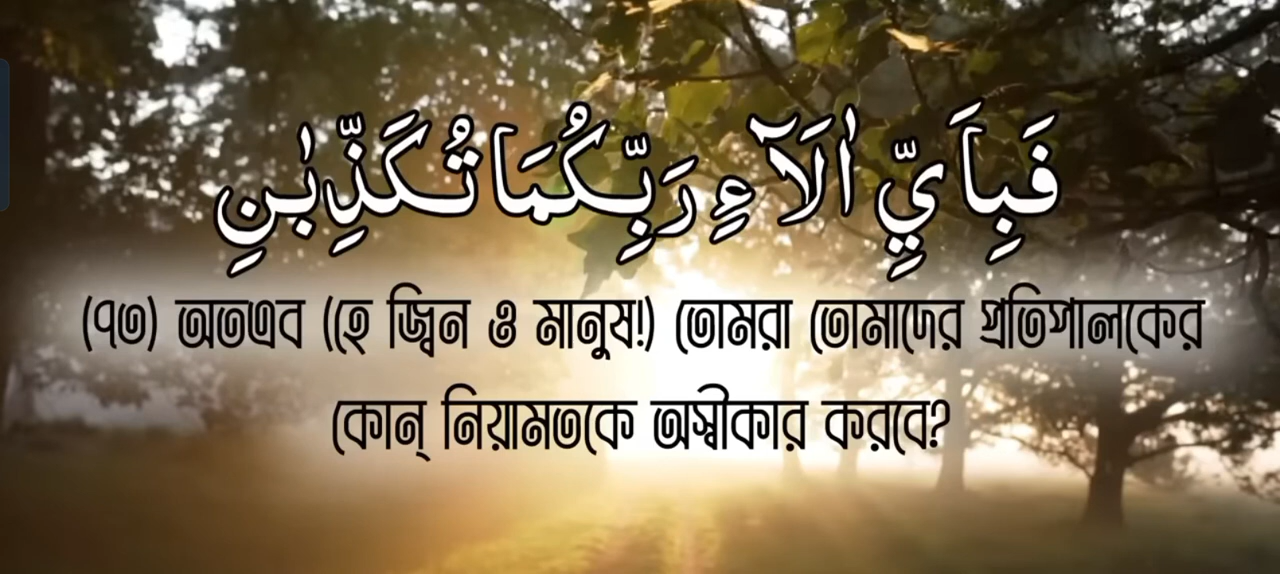 فَبِاَيِّ اٰلَآءِ رَبِّكُمَا تُكَذِّبٰنِ
(৭৩) অতএব (হে জ্বিন ও মানুষ!) তোমরা তোমাদের প্রতিপালকের
কোন্ নিয়ামতকে অস্বীকার করবে?